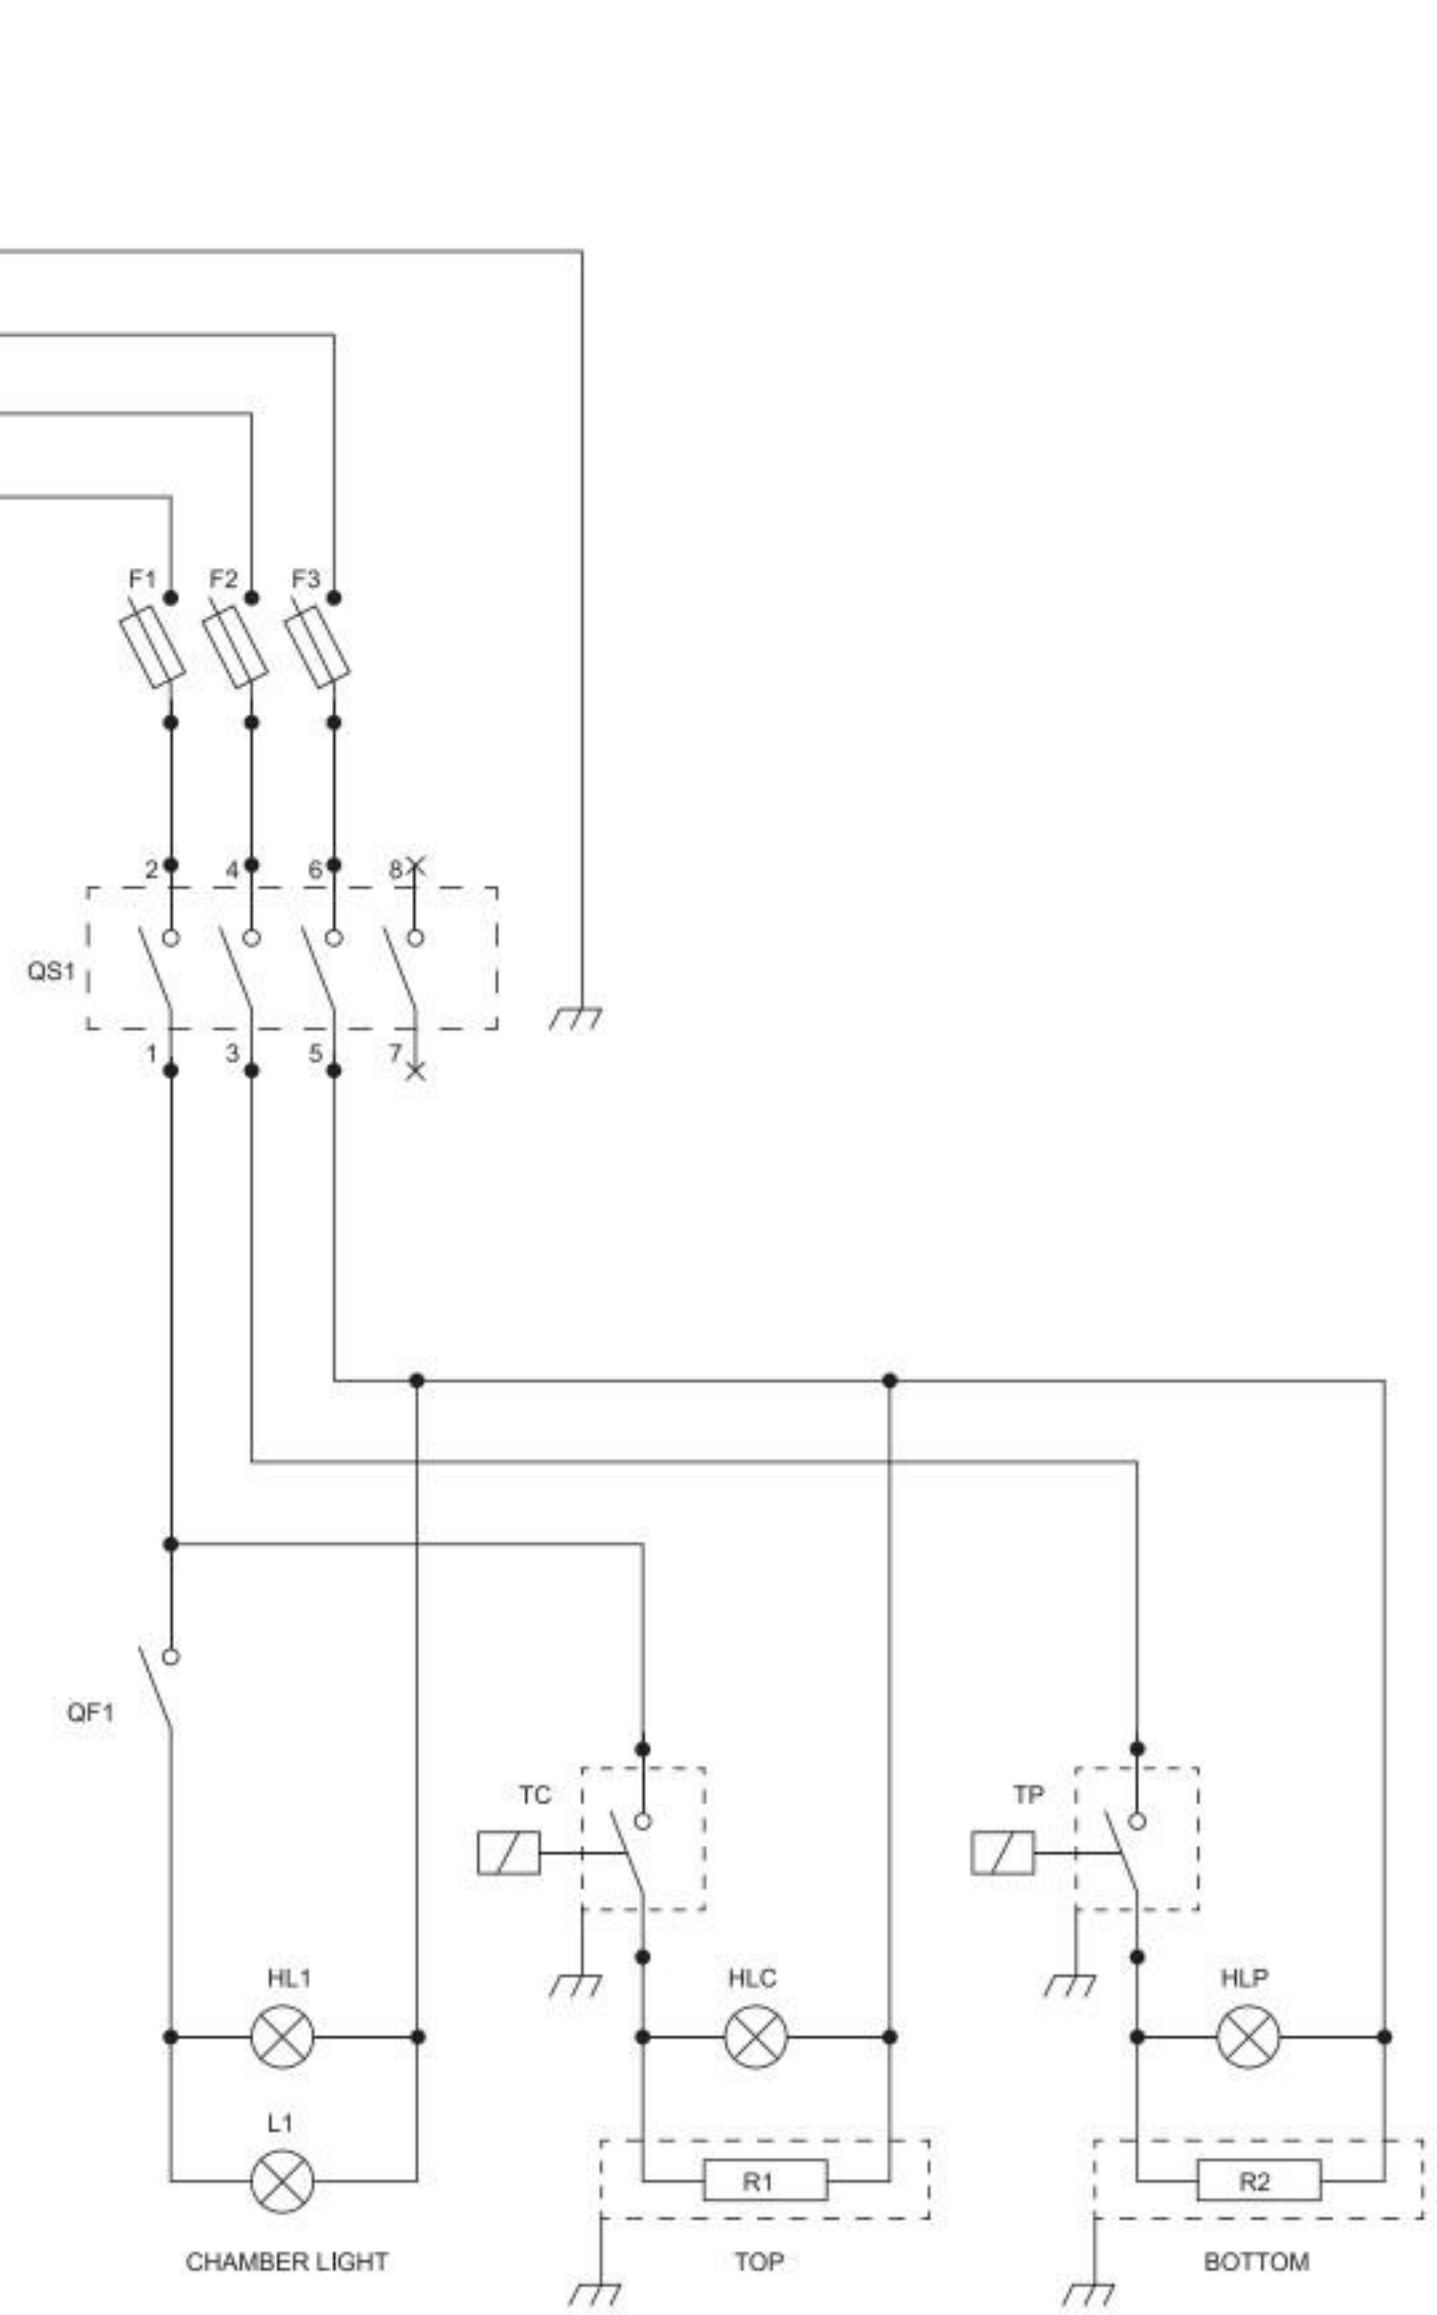 F1 F2 F3
2 4 6 8
QS1
1 3 5 7
QF1
TC TP
HL1 HLC HLP
L1
R1 R2
CHAMBER LIGHT TOP BOTTOM